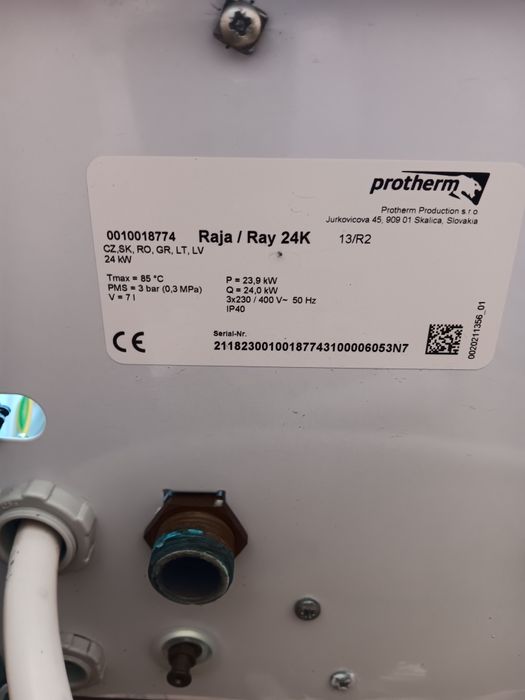 protherm
Protherm Production s r o
Jurkovicova 45, 909 01 Skalica, Slovakia
0010018774 Raja / Ray 24K 13/R2
CZ,SK, RO, GR, LT, LV
24 kW
Tmax = 85 °C
PMS = 3 bar (0,3 MPa)
V = 7 l
P = 23,9 kW
Q = 24,0 kW
3x230 / 400 V~ 50 Hz
IP40
CE
Serial-Nr.
21182300100187743100006053N7
0020211356_01